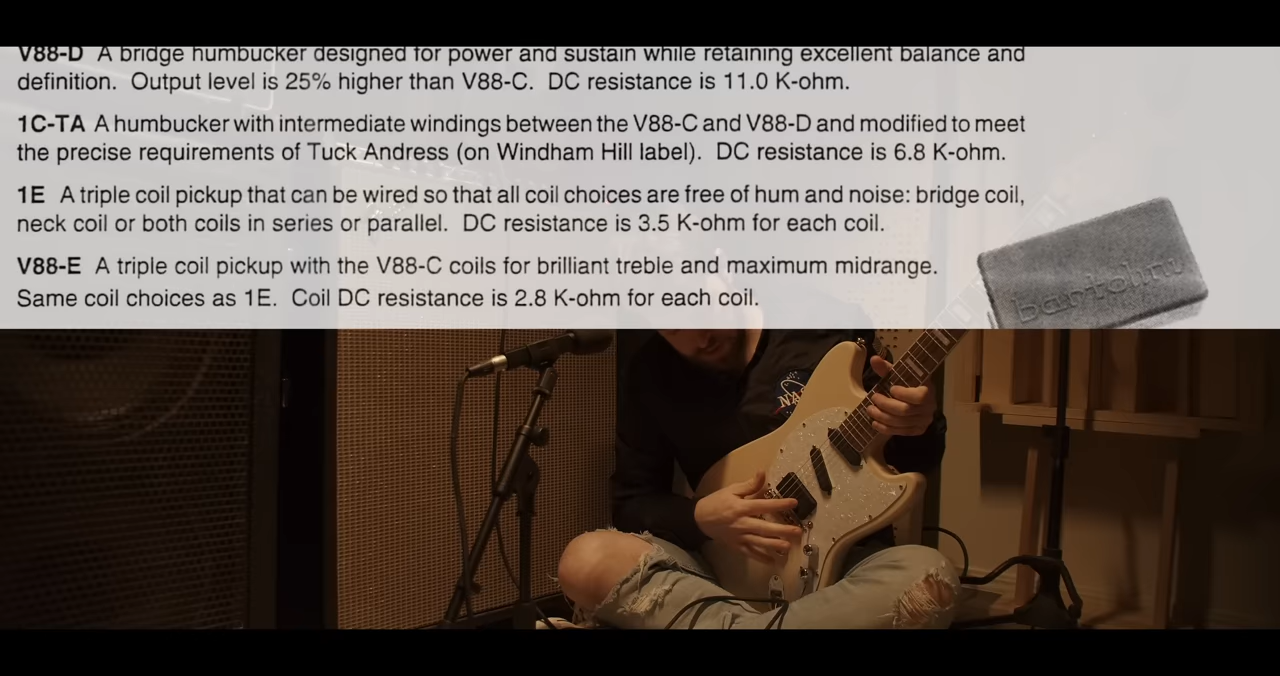 V88-D A bridge humbucker designed for power and sustain while retaining excellent balance and
definition. Output level is 25% higher than V88-C. DC resistance is 11.0 K-ohm.
1C-TA A humbucker with intermediate windings between the V88-C and V88-D and modified to meet
the precise requirements of Tuck Andress (on Windham Hill label). DC resistance is 6.8 K-ohm.
1E A triple coil pickup that can be wired so that all coil choices are free of hum and noise: bridge coil,
neck coil or both coils in series or parallel. DC resistance is 3.5 K-ohm for each coil.
V88-E A triple coil pickup with the V88-C coils for brilliant treble and maximum midrange.
Same coil choices as 1E. Coil DC resistance is 2.8 K-ohm for each coil.
bartolini
NAS